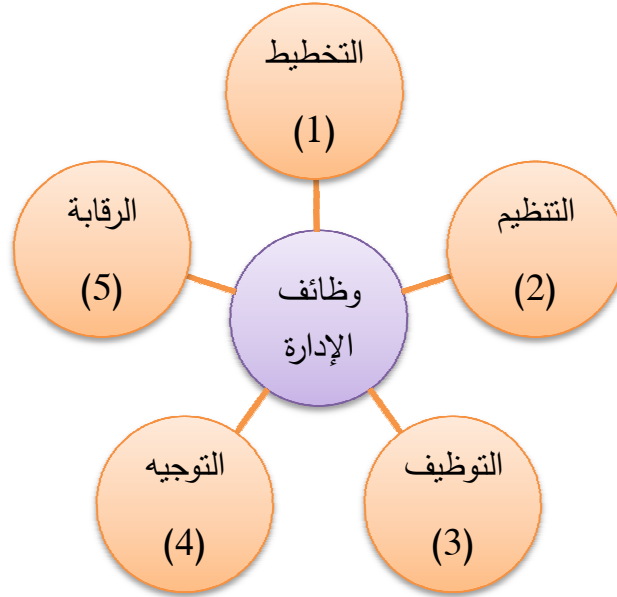 التخطيط
(1)
التنظيم
(2)
التوظيف
(3)
التوجيه
(4)
الرقابة
(5)
وظائف
الإدارة